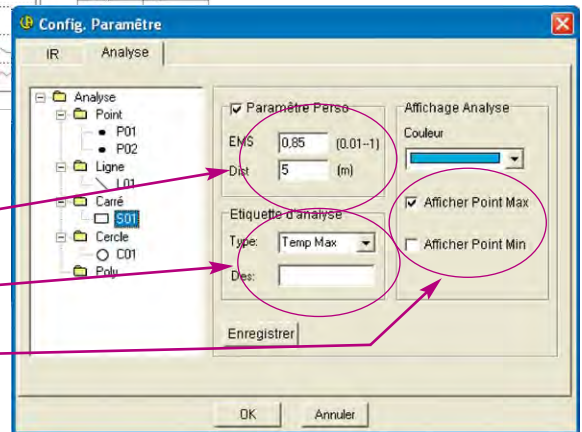 Config. Paramètre
IR Analyse
Analyse
Point
P01
P02
Ligne
L01
Carré
S01
Cercle
C01
Poly
Paramètre Perso
EMS 0,85 (0.01--1)
Dist 5 (m)
Etiquette d'analyse
Type: Temp Max
Des:
Enregistrer
Affichage Analyse
Couleur
Afficher Point Max
Afficher Point Min
OK Annuler